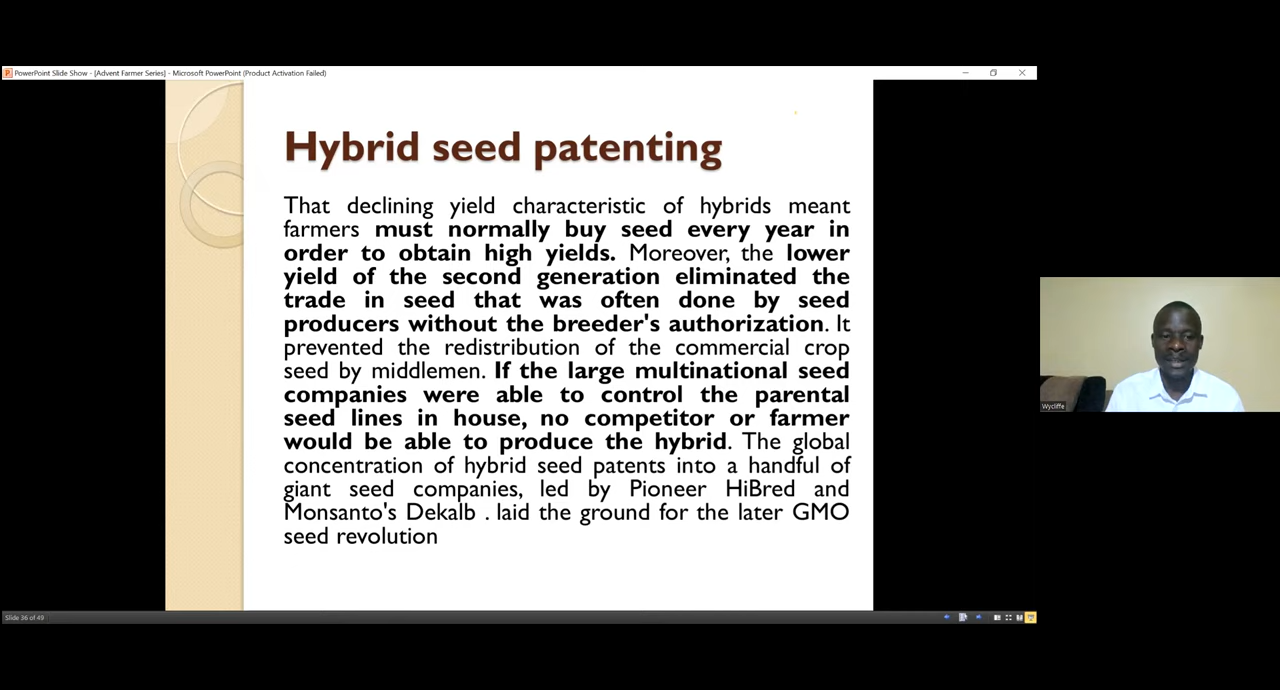 PowerPoint Slide Show - [Advent Farmer Series] - Microsoft PowerPoint (Product Activation Failed)
Hybrid seed patenting
That declining yield characteristic of hybrids meant
farmers must normally buy seed every year in
order to obtain high yields. Moreover, the lower
yield of the second generation eliminated the
trade in seed that was often done by seed
producers without the breeder's authorization. It
prevented the redistribution of the commercial crop
seed by middlemen. If the large multinational seed
companies were able to control the parental
seed lines in house, no competitor or farmer
would be able to produce the hybrid. The global
concentration of hybrid seed patents into a handful of
giant seed companies, led by Pioneer HiBred and
Monsanto's Dekalb . laid the ground for the later GMO
seed revolution
Wycliffe
Slide 36 of 49